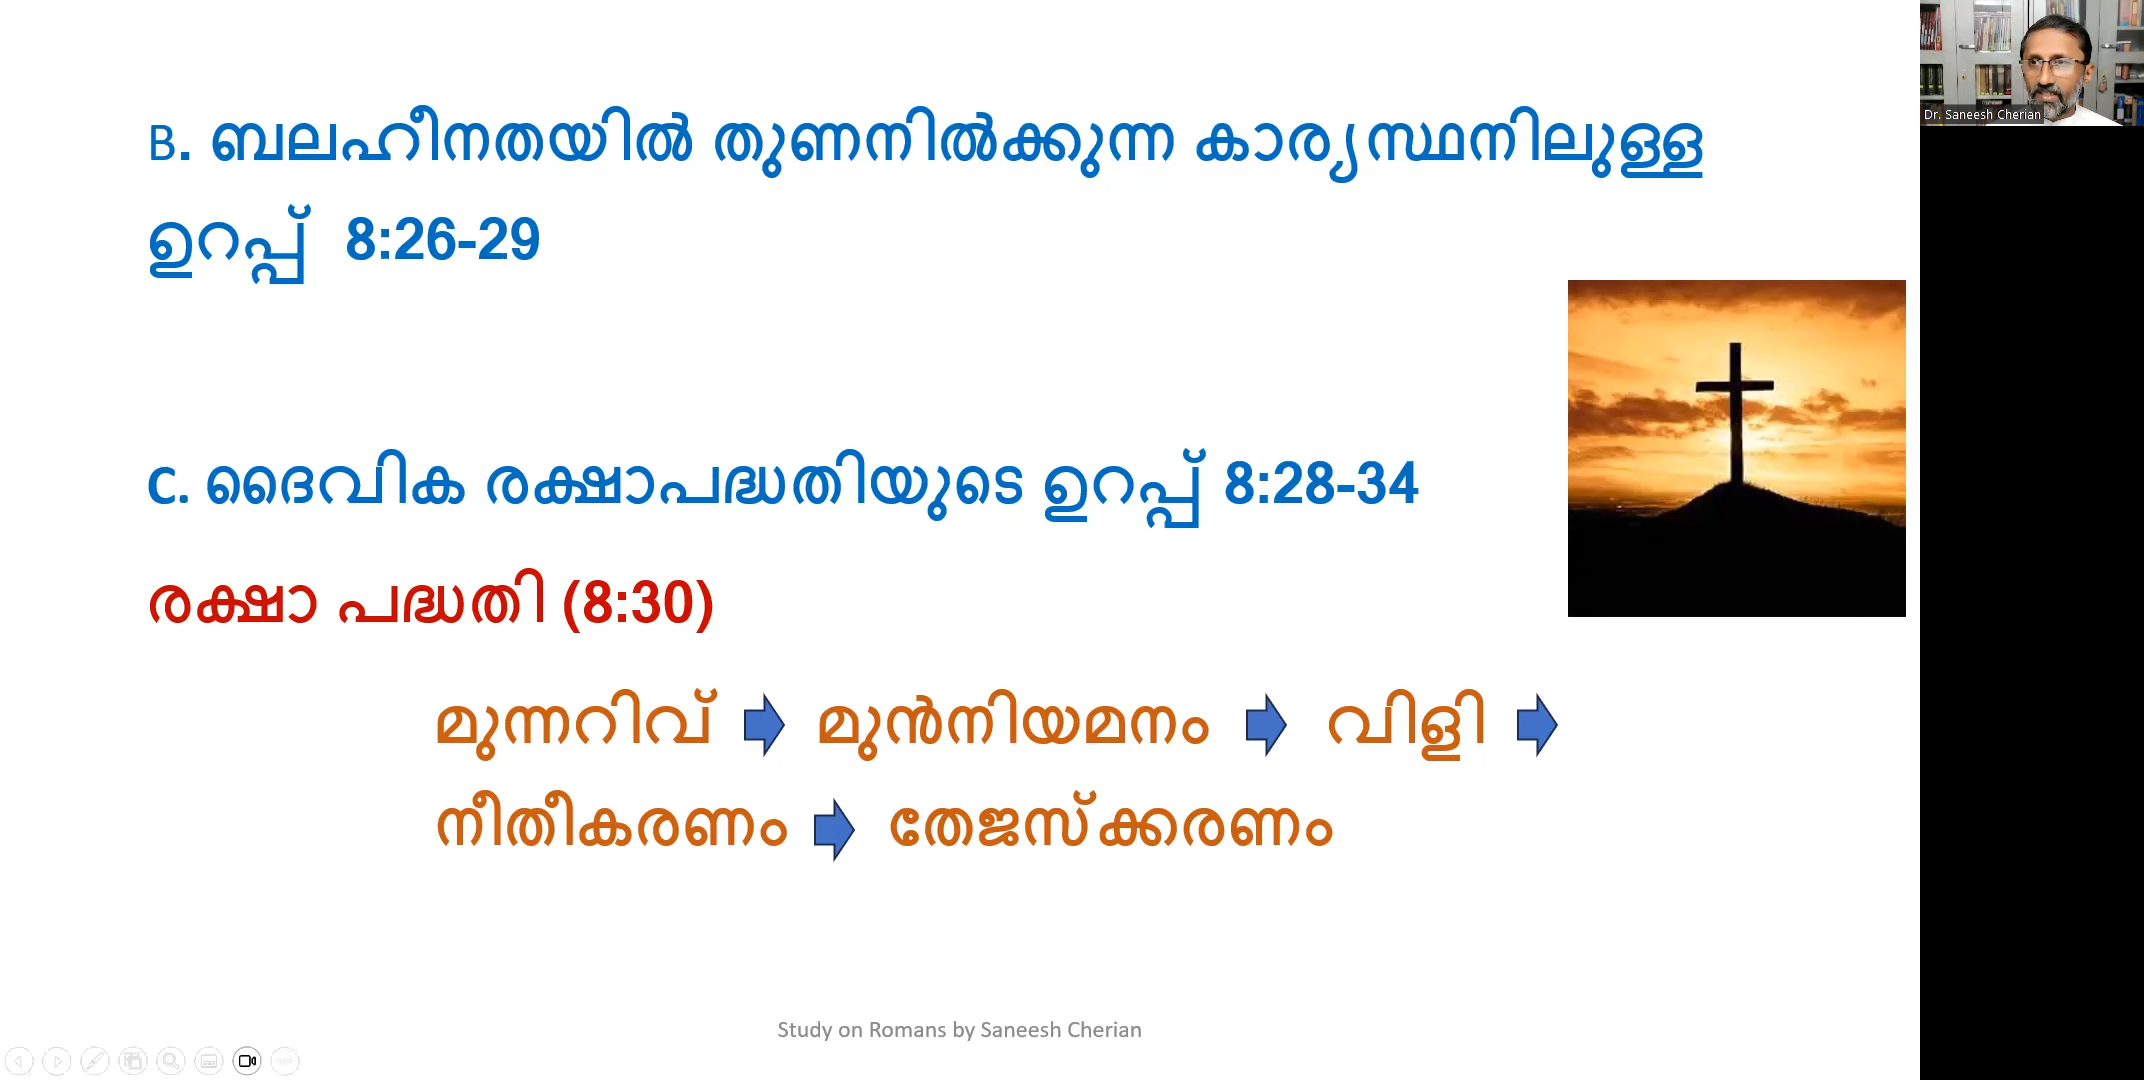 B. ബലഹീനതയിൽ തുണനിൽക്കുന്ന കാര്യസ്ഥനിലുള്ള
ഉറപ്പ് 8:26-29
C. ദൈവിക രക്ഷാപദ്ധതിയുടെ ഉറപ്പ് 8:28-34
രക്ഷാ പദ്ധതി (8:30)
മുന്നറിവ് മുൻനിയമനം വിളി
നീതീകരണം തേജസ്ക്കരണം
Study on Romans by Saneesh Cherian
Dr. Saneesh Cherian